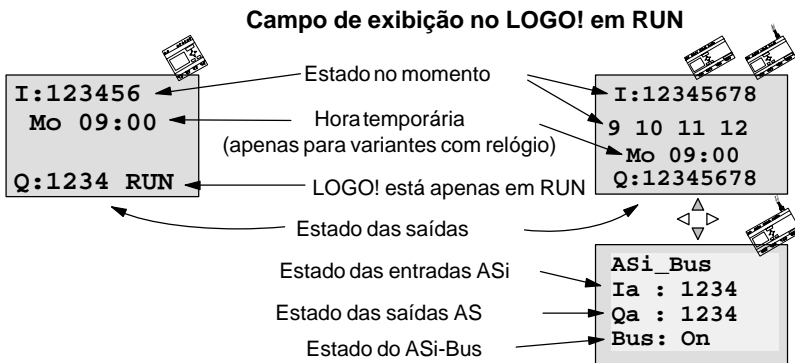 Campo de exibição no LOGO! em RUN
I:123456
Mo 09:00
Q:1234 RUN
Estado no momento
Hora temporária
(apenas para variantes com relógio)
LOGO! está apenas em RUN
Estado das saídas
I:12345678
9 10 11 12
Mo 09:00
Q:12345678
Estado das entradas ASi
Estado das saídas AS
Estado do ASi-Bus
ASi_Bus
Ia : 1234
Qa : 1234
Bus: On